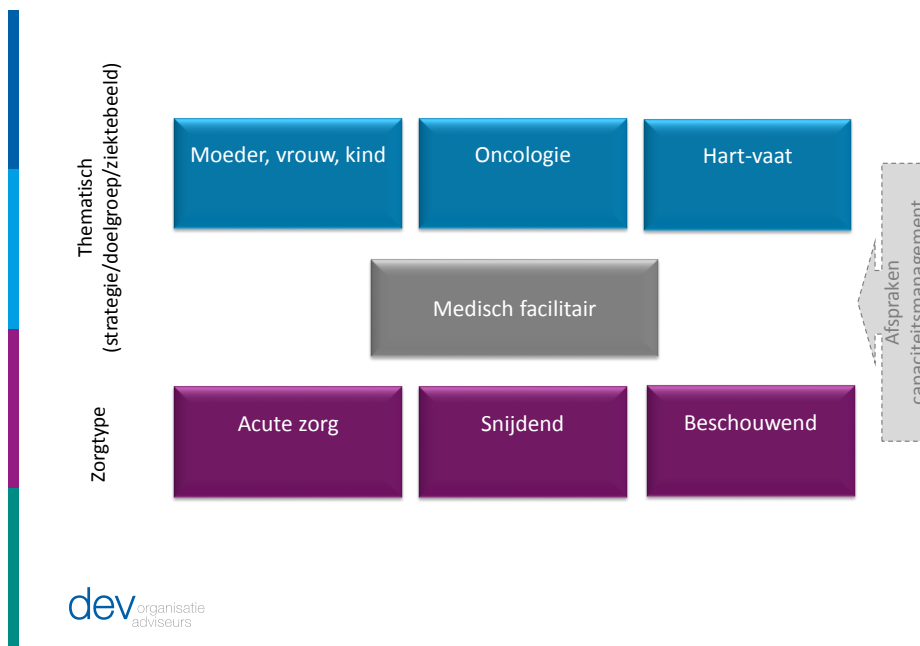 Thematisch
(strategie/doelgroep/ziektebeeld)
Moeder, vrouw, kind
Oncologie
Hart-vaat
Medisch facilitair
Afspraken
capaciteitsmanagement
Zorgtype
Acute zorg
Snijdend
Beschouwend
dev organisatie
adviseurs